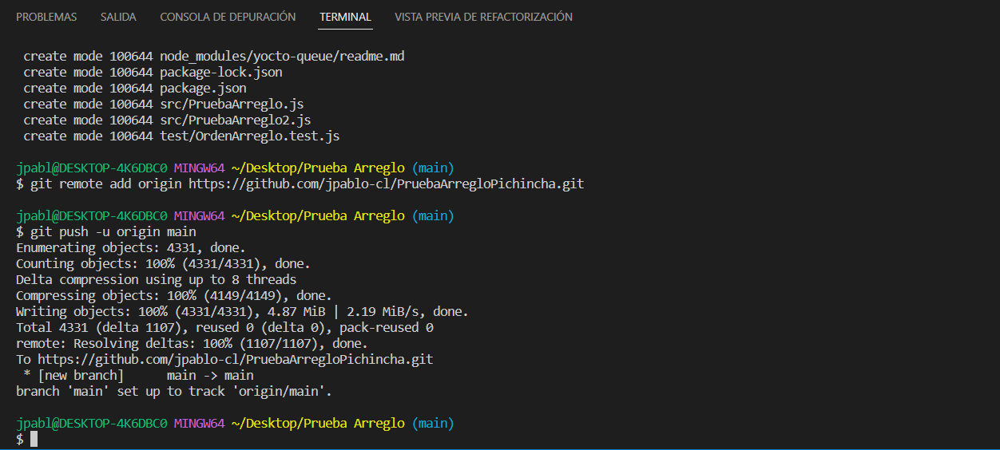 PROBLEMAS SALIDA CONSOLA DE DEPURACIÓN TERMINAL VISTA PREVIA DE REFACTORIZACIÓN
create mode 100644 node_modules/yocto-queue/readme.md
create mode 100644 package-lock.json
create mode 100644 package.json
create mode 100644 src/PruebaArreglo.js
create mode 100644 src/PruebaArreglo2.js
create mode 100644 test/OrdenArreglo.test.js
jpabl@DESKTOP-4K6DBC0 MINGW64 ~/Desktop/Prueba Arreglo (main)
$ git remote add origin https://github.com/jpablo-cl/PruebaArregloPichincha.git
jpabl@DESKTOP-4K6DBC0 MINGW64 ~/Desktop/Prueba Arreglo (main)
$ git push -u origin main
Enumerating objects: 4331, done.
Counting objects: 100% (4331/4331), done.
Delta compression using up to 8 threads
Compressing objects: 100% (4149/4149), done.
Writing objects: 100% (4331/4331), 4.87 MiB | 2.19 MiB/s, done.
Total 4331 (delta 1107), reused 0 (delta 0), pack-reused 0
remote: Resolving deltas: 100% (1107/1107), done.
To https://github.com/jpablo-cl/PruebaArregloPichincha.git
 * [new branch]      main -> main
branch 'main' set up to track 'origin/main'.
jpabl@DESKTOP-4K6DBC0 MINGW64 ~/Desktop/Prueba Arreglo (main)
$